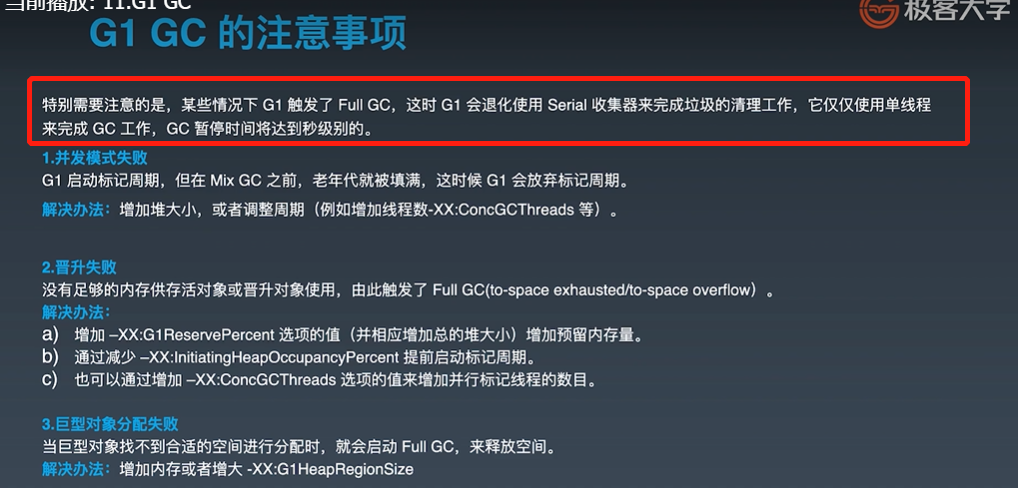 当前播放: 11.G1 GC
极客大学
G1 GC 的注意事项
特别需要注意的是，某些情况下 G1 触发了 Full GC，这时 G1 会退化使用 Serial 收集器来完成垃圾的清理工作，它仅仅使用单线程
来完成 GC 工作，GC 暂停时间将达到秒级别的。
1.并发模式失败
G1 启动标记周期，但在 Mix GC 之前，老年代就被填满，这时候 G1 会放弃标记周期。
解决办法：增加堆大小，或者调整周期（例如增加线程数-XX:ConcGCThreads 等）。
2.晋升失败
没有足够的内存供存活对象或晋升对象使用，由此触发了 Full GC(to-space exhausted/to-space overflow）。
解决办法：
a) 增加 –XX:G1ReservePercent 选项的值（并相应增加总的堆大小）增加预留内存量。
b) 通过减少 –XX:InitiatingHeapOccupancyPercent 提前启动标记周期。
c) 也可以通过增加 –XX:ConcGCThreads 选项的值来增加并行标记线程的数目。
3.巨型对象分配失败
当巨型对象找不到合适的空间进行分配时，就会启动 Full GC，来释放空间。
解决办法：增加内存或者增大 -XX:G1HeapRegionSize